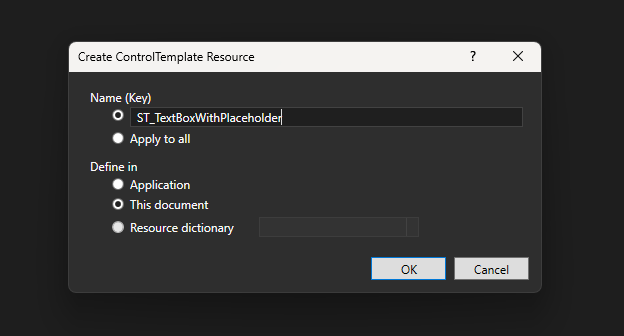 Create ControlTemplate Resource ?
Name (Key)
ST_TextBoxWithPlaceholder
Apply to all
Define in
Application
This document
Resource dictionary
OK Cancel